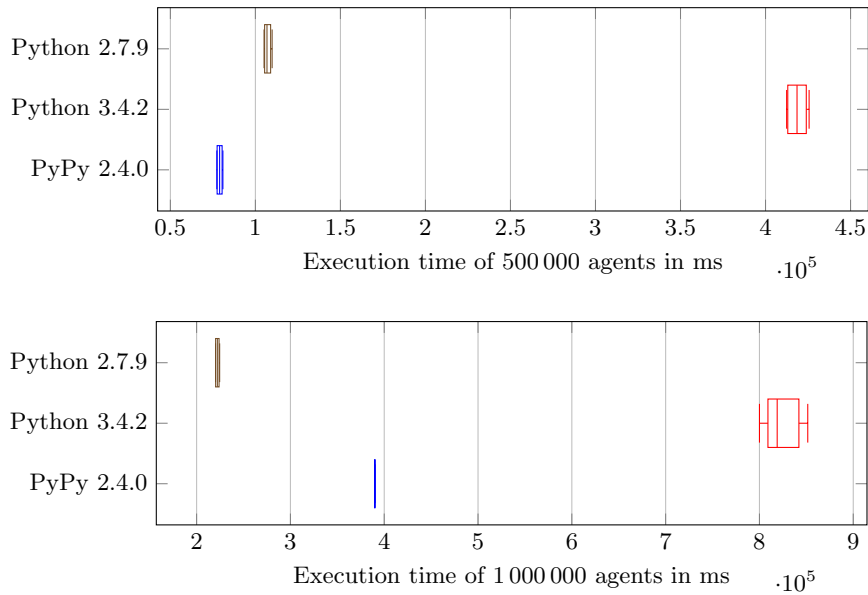 Python 2.7.9
Python 3.4.2
PyPy 2.4.0
0.5 1 1.5 2 2.5 3 3.5 4 4.5
Execution time of 500 000 agents in ms
·10^5
Python 2.7.9
Python 3.4.2
PyPy 2.4.0
2 3 4 5 6 7 8 9
Execution time of 1 000 000 agents in ms
·10^5